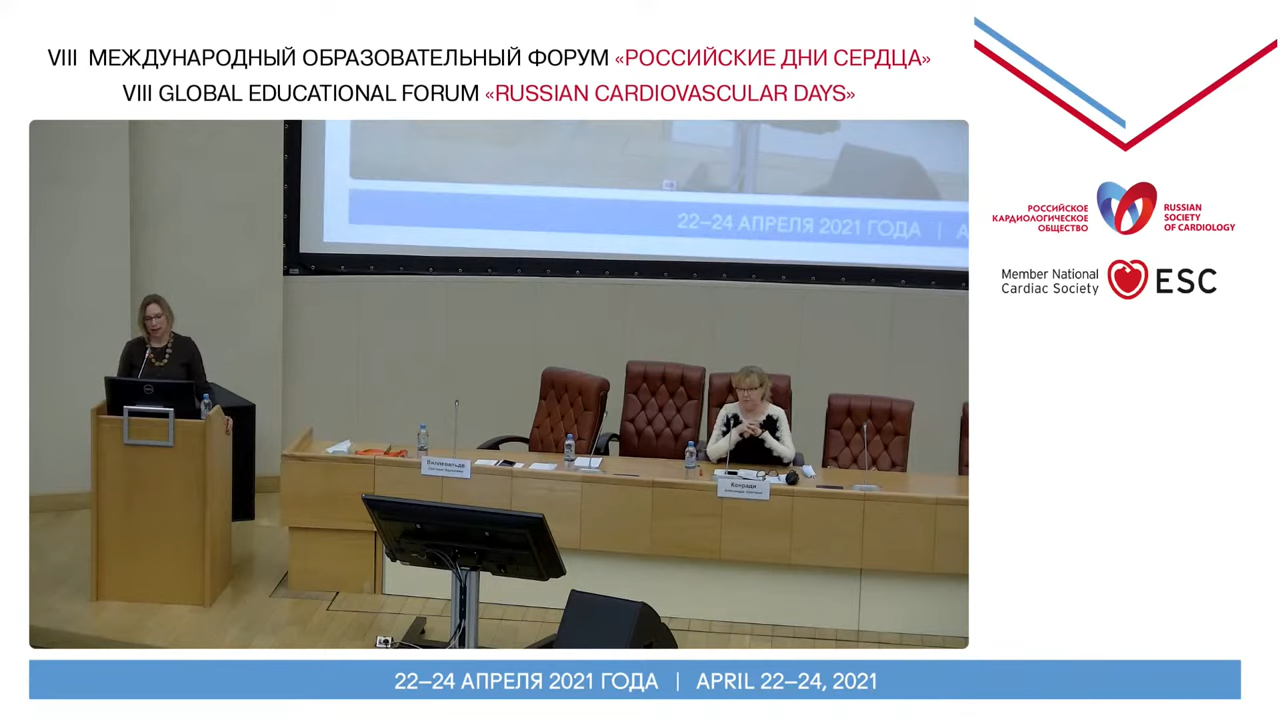 VIII МЕЖДУНАРОДНЫЙ ОБРАЗОВАТЕЛЬНЫЙ ФОРУМ «РОССИЙСКИЕ ДНИ СЕРДЦА»
VIII GLOBAL EDUCATIONAL FORUM «RUSSIAN CARDIOVASCULAR DAYS»
РОССИЙСКОЕ
КАРДИОЛОГИЧЕСКОЕ
ОБЩЕСТВО
RUSSIAN
SOCIETY
OF CARDIOLOGY
Member National
Cardiac Society
ESC
22–24 АПРЕЛЯ 2021 ГОДА | A
DELL
Виллевальде
Конради
22–24 АПРЕЛЯ 2021 ГОДА | APRIL 22–24, 2021